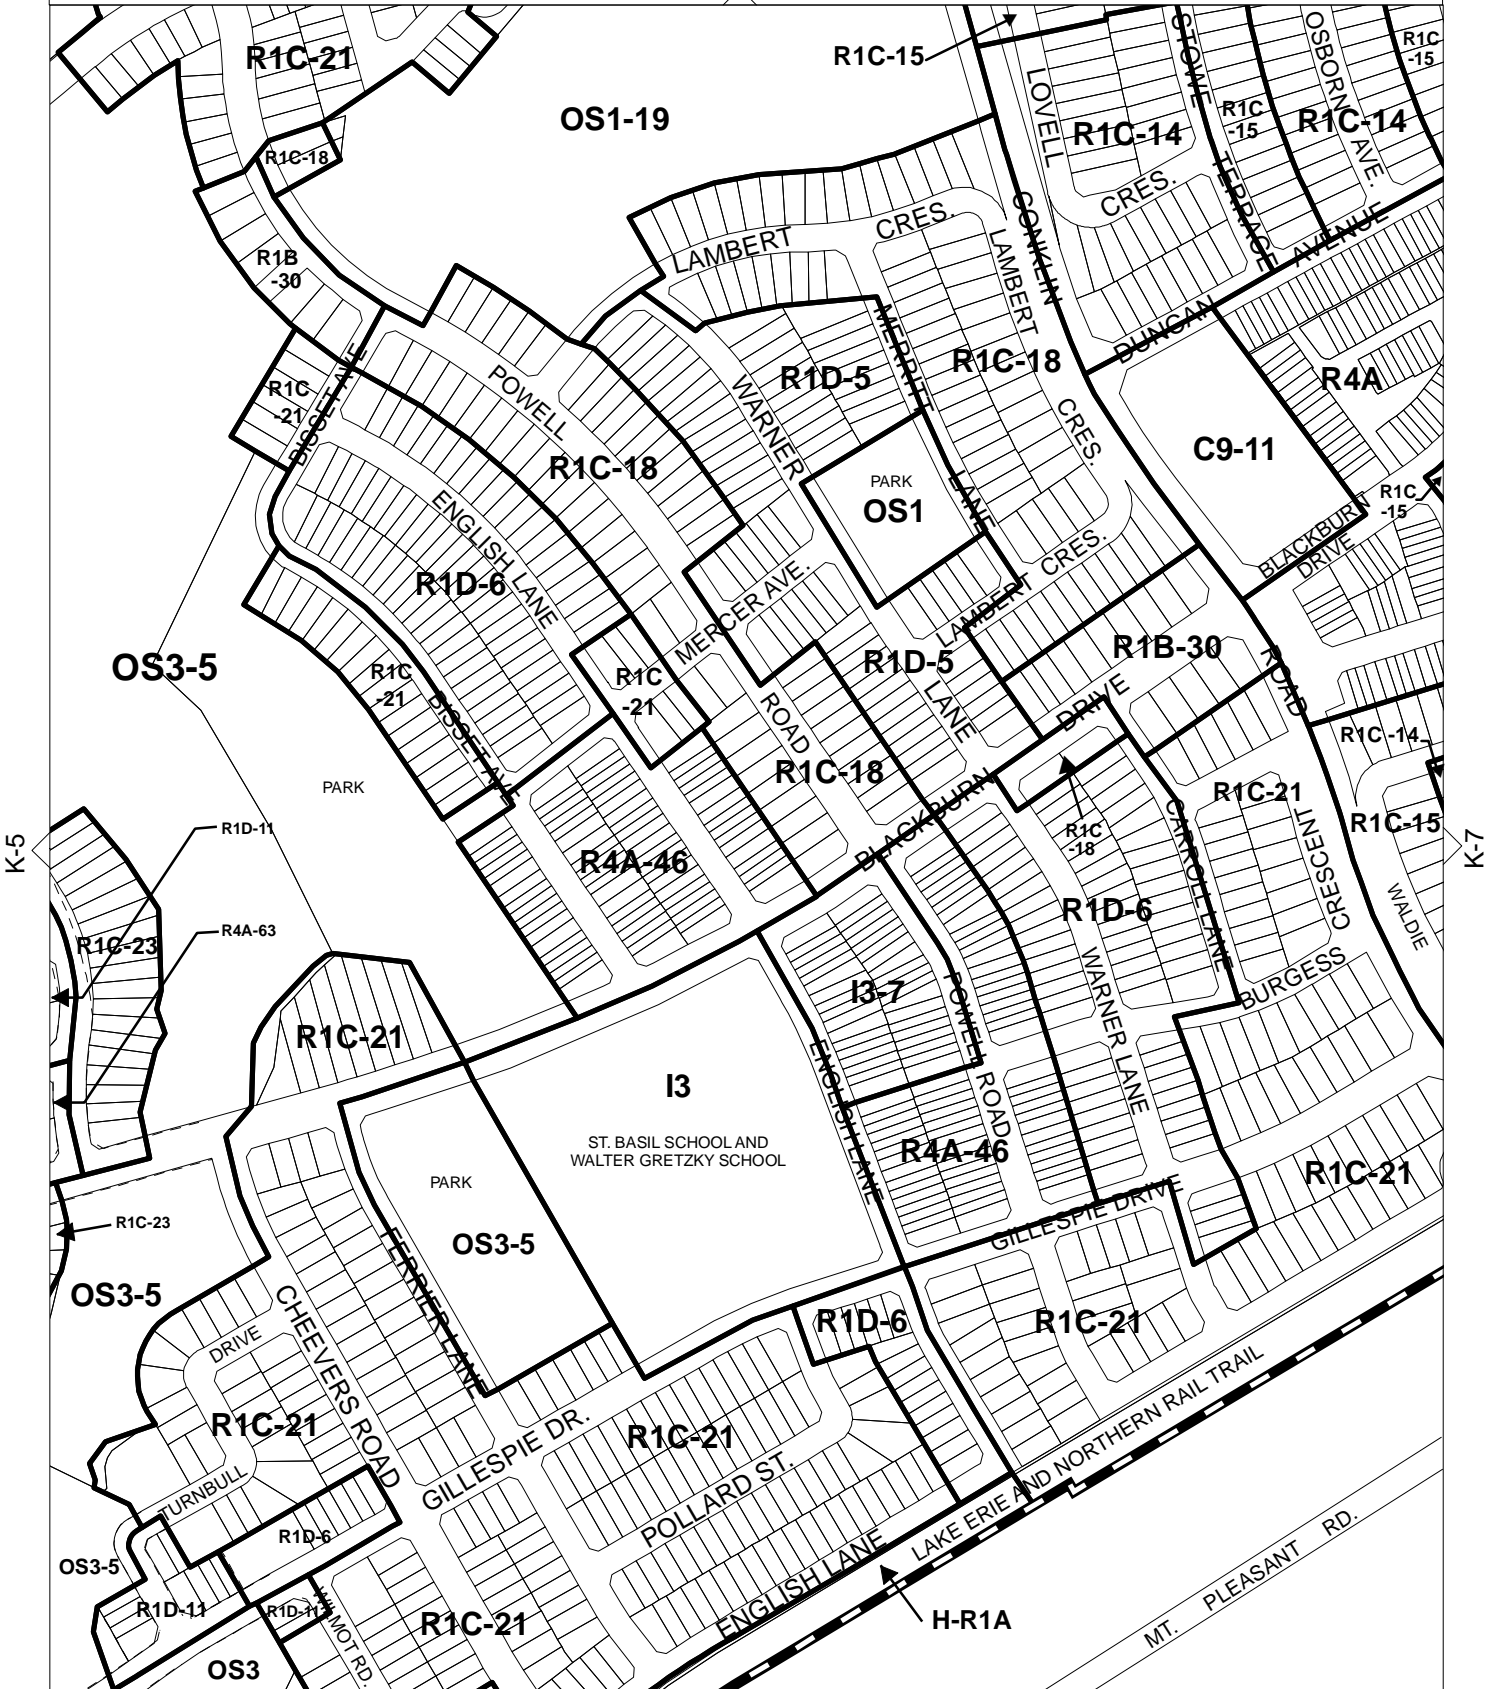 R1C-21
R1C-15
STOWE
OSBORN
AVE.
R1C
-15
OS1-19
LOVELL
R1C-14
R1C
-15
R1C-14
R1C-18
CRES.
TERRACE
AVENUE
LAMBERT
CRES.
CONKLIN
LAMBERT
R1B
-30
DUNCAN
MERRITT
BISSET AVE
R1C
-21
POWELL
WARNER
R1D-5
R1C-18
R4A
CRES.
C9-11
R1C-18
PARK
OS1
LANE
R1C
-15
BLACKBURN
DRIVE
ENGLISH LANE
R1D-6
MERCER AVE.
LAMBERT
CRES.
OS3-5
R1C
-21
R1C
-21
R1D-5
R1B-30
BISSET AVE
ROAD
LANE
DRIVE
ROAD
R1C -14
PARK
R1C-18
BLACKBURN
R1C
-18
R1C-21
R1C-15
CARROLL LANE
CRESCENT
K-5
K-7
R1D-11
R4A-46
R1D-6
WALDIE
R1C-23
R4A-63
I3-7
POWELL ROAD
WARNER LANE
BURGESS
R1C-21
ENGLISH LANE
I3
ST. BASIL SCHOOL AND
WALTER GRETZKY SCHOOL
R4A-46
R1C-21
PARK
R1C-23
OS3-5
FERRIER LANE
GILLESPIE DRIVE
OS3-5
CHEEVERS ROAD
DRIVE
R1D-6
R1C-21
R1C-21
R1C-21
GILLESPIE DR.
POLLARD ST.
TURNBULL
R1D-6
LAKE ERIE AND NORTHERN RAIL TRAIL
MT. PLEASANT RD.
OS3-5
R1D-11
R1D-11
WILMOT RD.
R1C-21
ENGLISH LANE
H-R1A
OS3